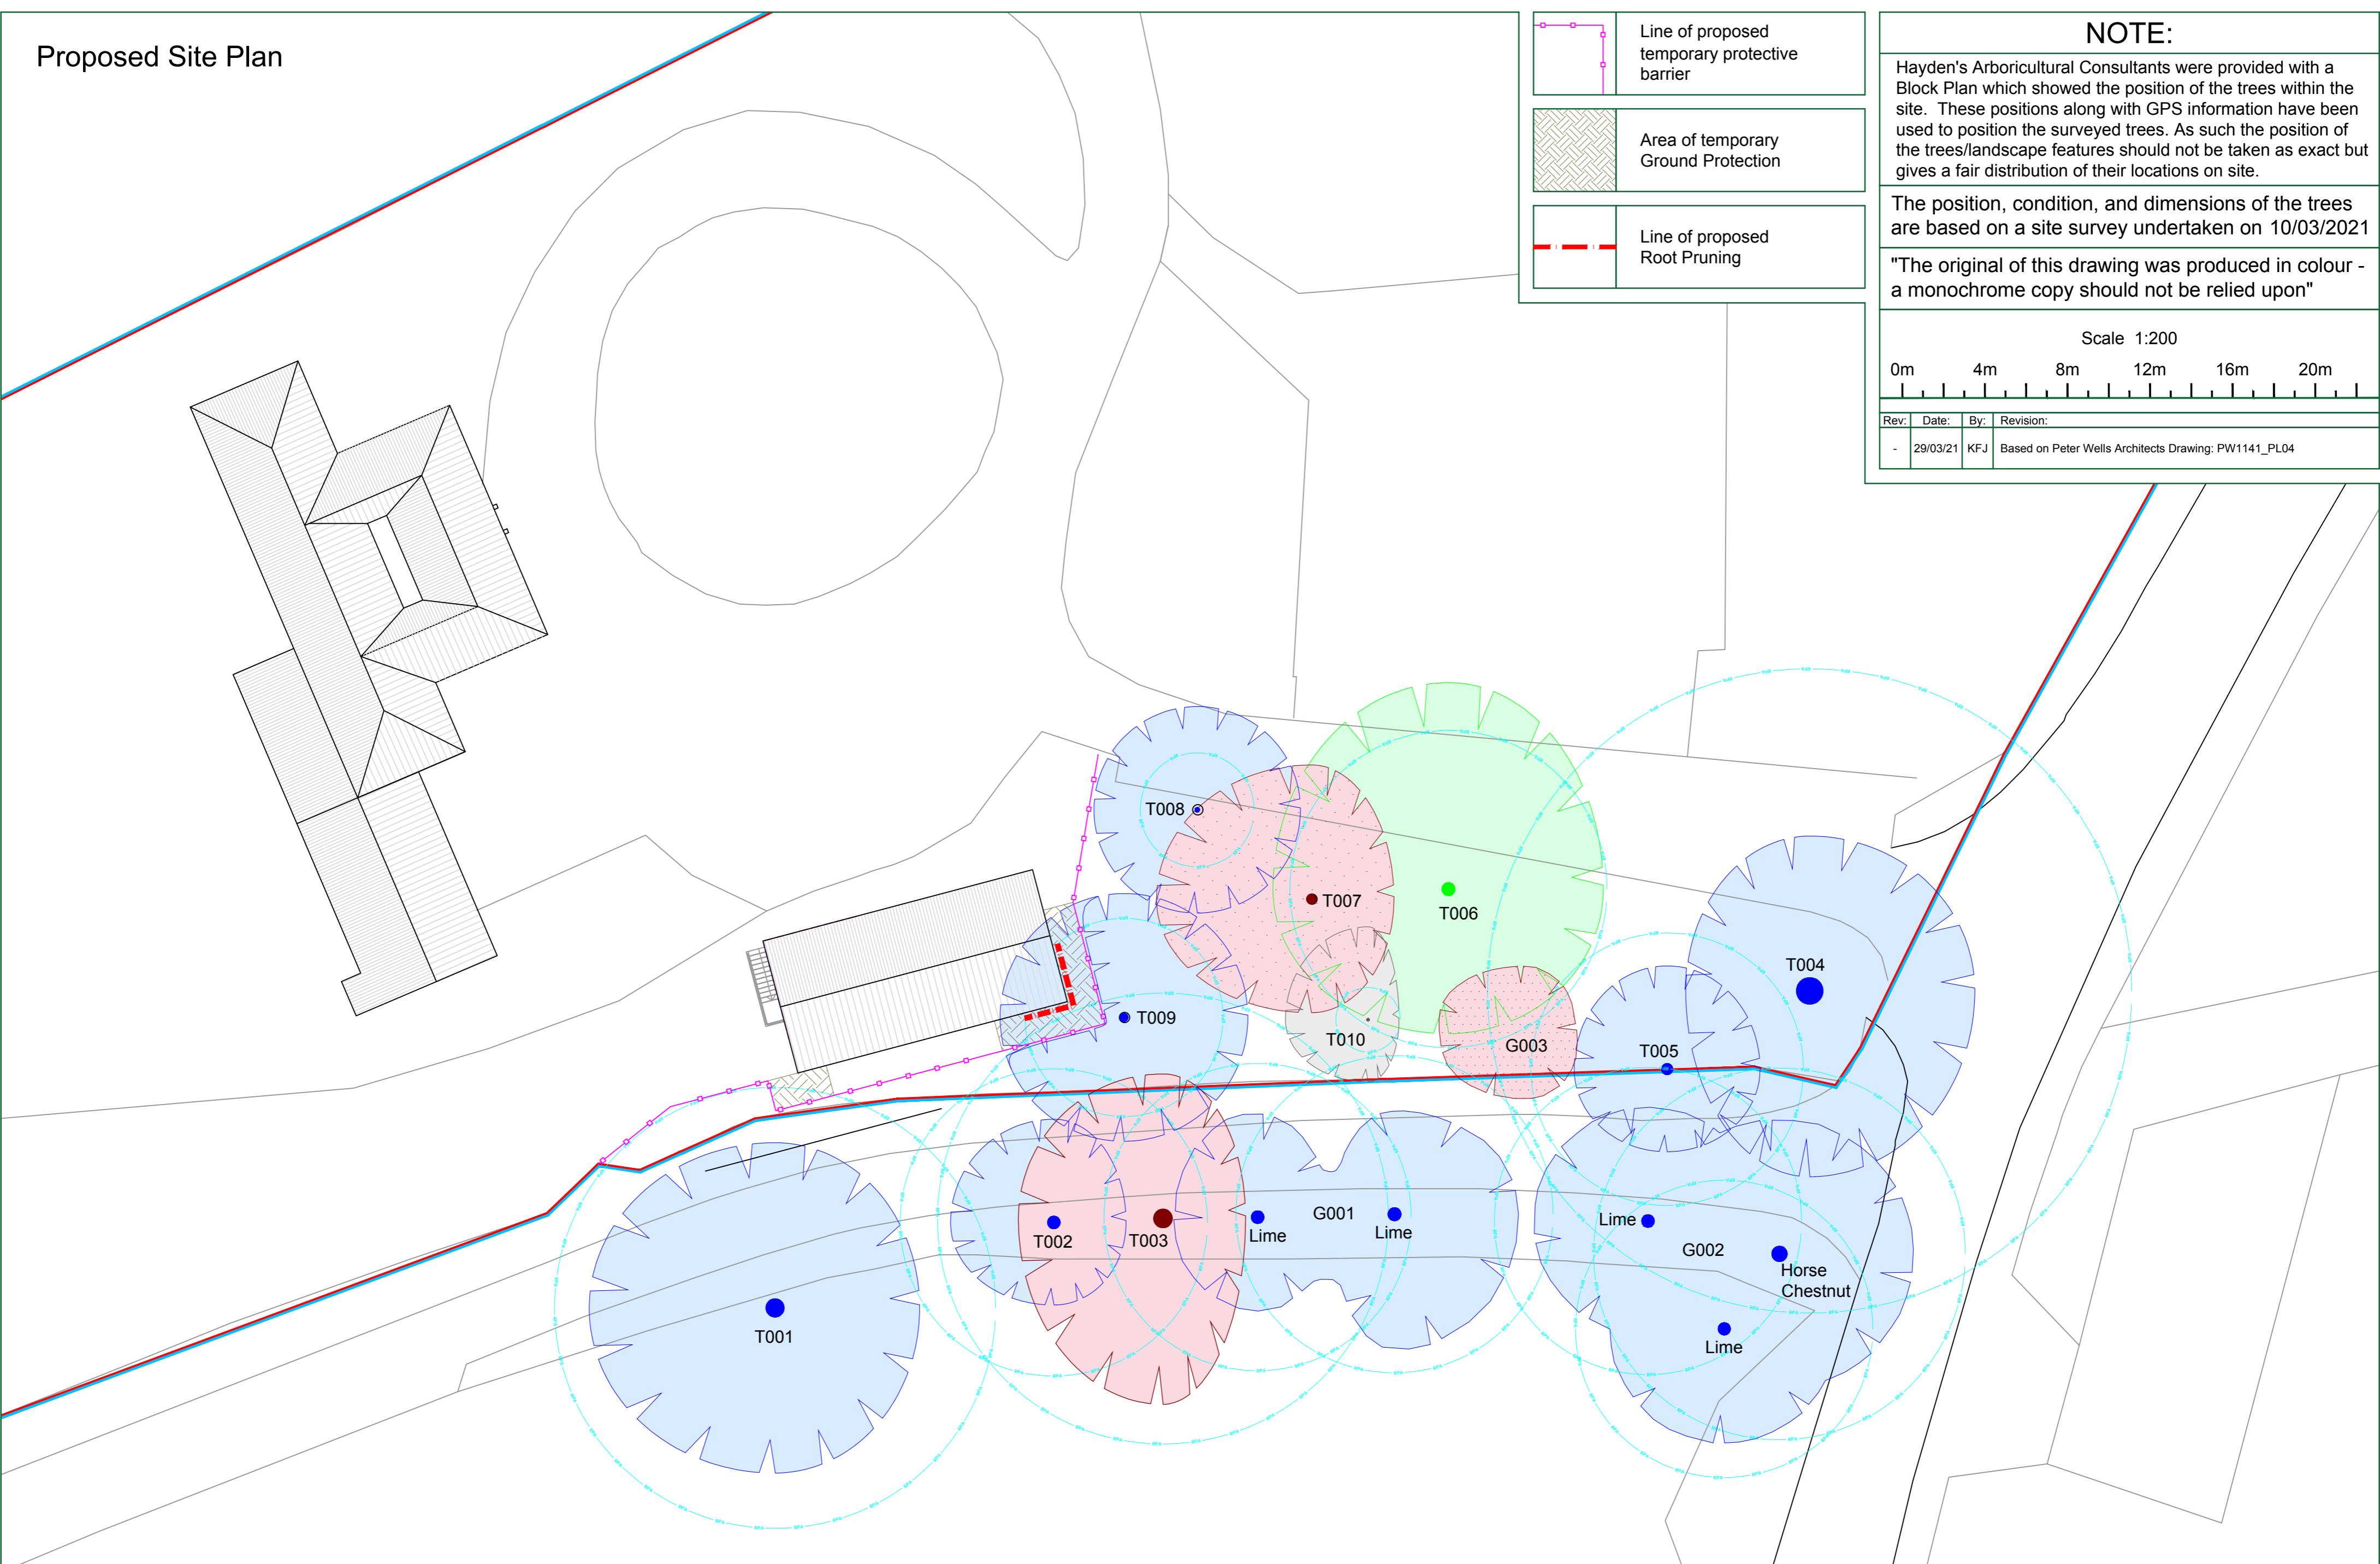 Proposed Site Plan
Line of proposed
temporary protective
barrier
Area of temporary
Ground Protection
Line of proposed
Root Pruning
NOTE:
Hayden's Arboricultural Consultants were provided with a
Block Plan which showed the position of the trees within the
site. These positions along with GPS information have been
used to position the surveyed trees. As such the position of
the trees/landscape features should not be taken as exact but
gives a fair distribution of their locations on site.
The position, condition, and dimensions of the trees
are based on a site survey undertaken on 10/03/2021
"The original of this drawing was produced in colour -
a monochrome copy should not be relied upon"
Scale 1:200
0m 4m 8m 12m 16m 20m
Rev: Date: By: Revision:
- 29/03/21 KFJ Based on Peter Wells Architects Drawing: PW1141_PL04
T008
T007
T006
T004
T009
T010
G003
T005
T002
T003
Lime
G001
Lime
Lime
G002
Horse
Chestnut
T001
Lime